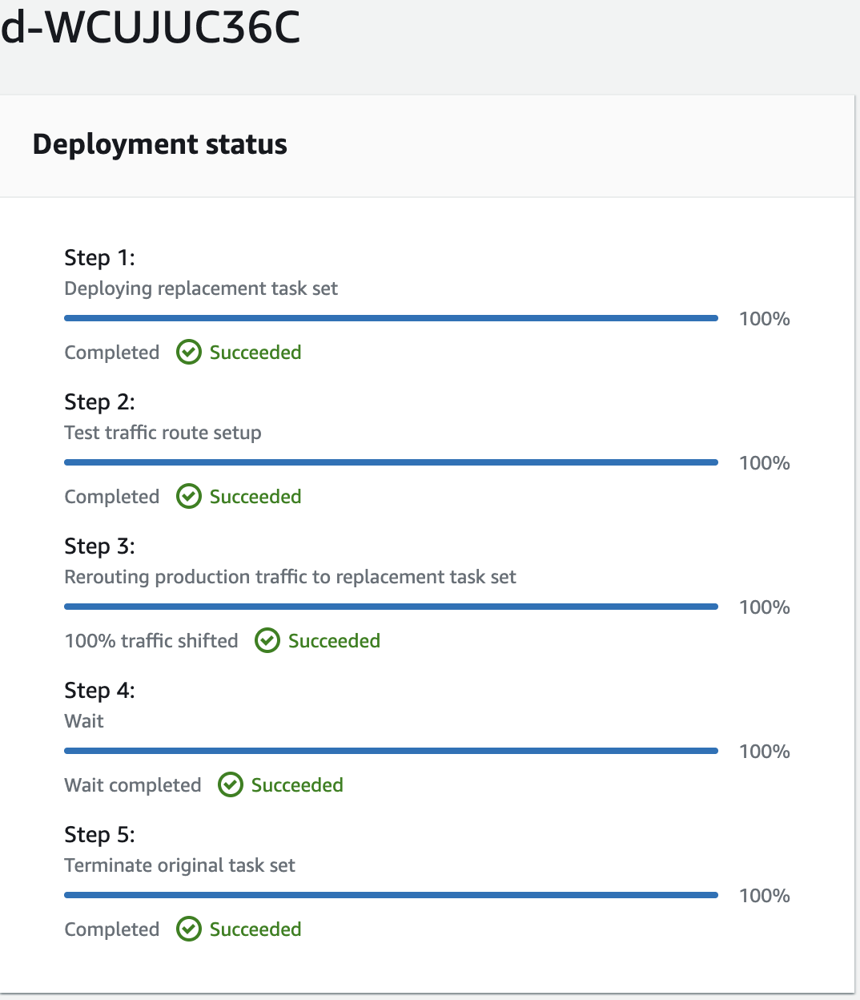 d-WCUJUC36C
Deployment status
Step 1:
Deploying replacement task set
100%
Completed Succeeded
Step 2:
Test traffic route setup
100%
Completed Succeeded
Step 3:
Rerouting production traffic to replacement task set
100%
100% traffic shifted Succeeded
Step 4:
Wait
100%
Wait completed Succeeded
Step 5:
Terminate original task set
100%
Completed Succeeded